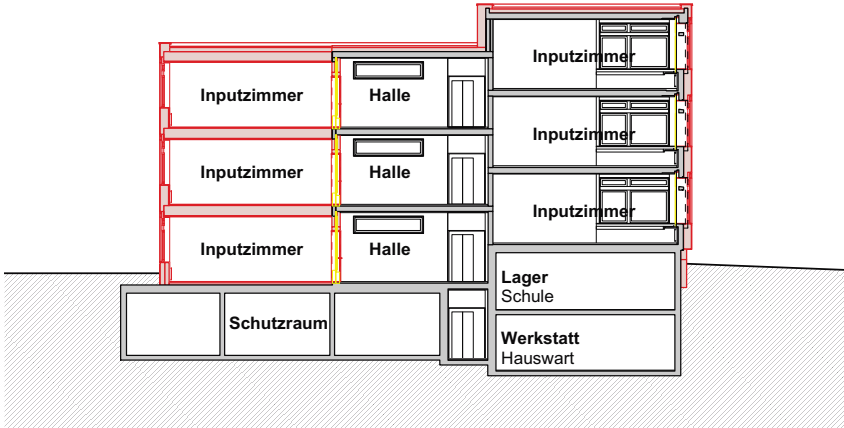 Inputzimmer
Inputzimmer
Halle
Inputzimmer
Inputzimmer
Halle
Inputzimmer
Inputzimmer
Halle
Lager
Schule
Schutzraum
Werkstatt
Hauswart